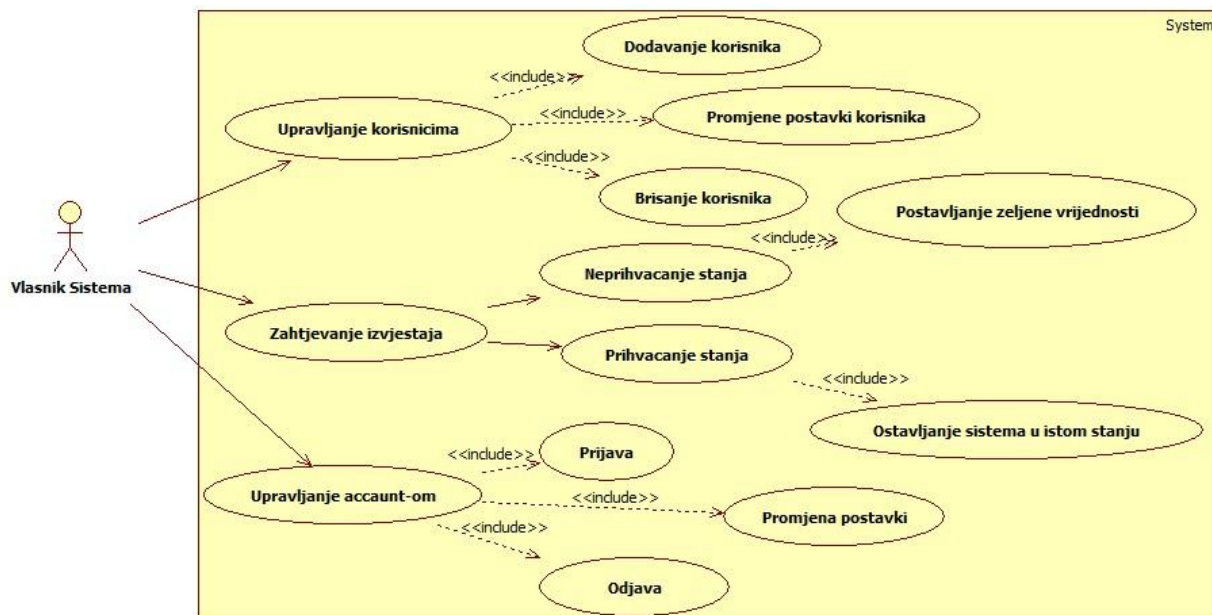 System
Dodavanje korisnika
<<include>>
Upravljanje korisnicima
<<include>>
Promjene postavki korisnika
<<include>>
Brisanje korisnika
Postavljanje zeljene vrijednosti
<<include>>
Neprihvacanje stanja
Vlasnik Sistema
Zahtjevanje izvjestaja
Prihvacanje stanja
<<include>>
Ostavljanje sistema u istom stanju
<<include>>
Prijava
Upravljanje accaunt-om
<<include>>
Promjena postavki
<<include>>
Odjava